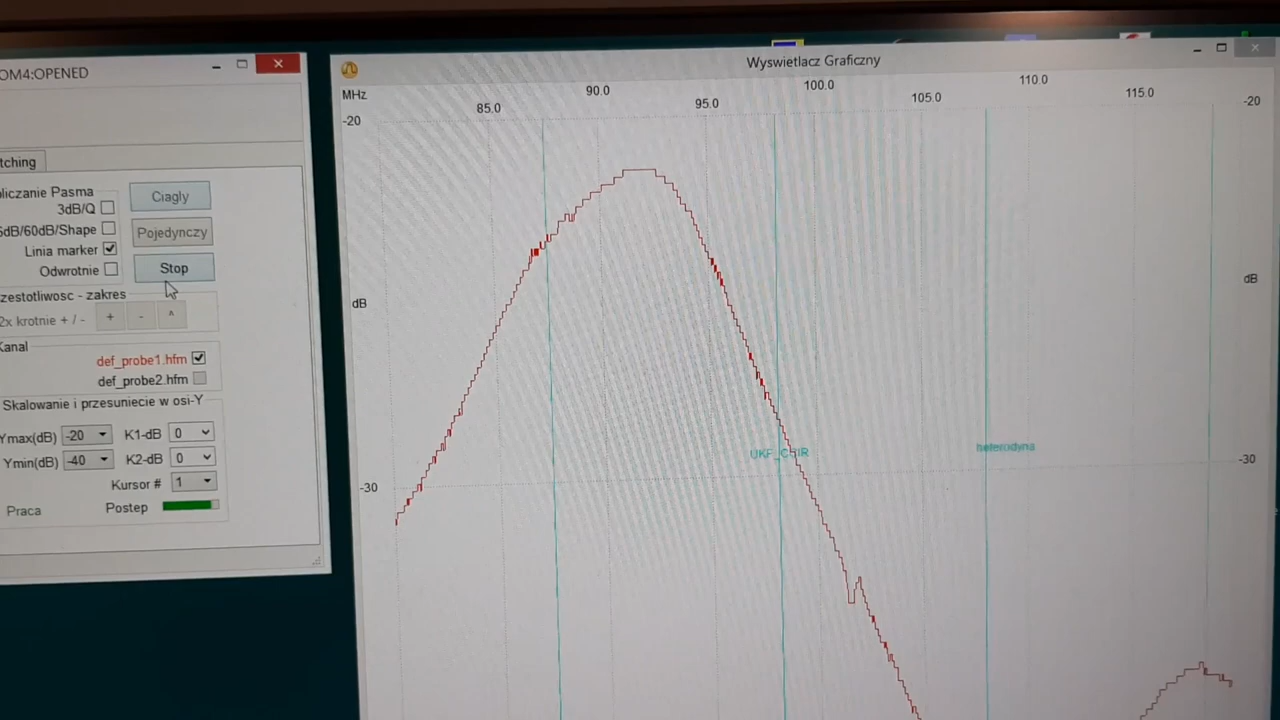 OM4:OPENED
tching
liczanie Pasma
3dB/Q
6dB/60dB/Shape
Linia marker
Odwrotnie
Ciagly
Pojedynczy
Stop
zestotliwosc - zakres
2x krotnie + / -
+
-
^
Kanal
def_probe1.hfm
def_probe2.hfm
Skalowanie i przesuniecie w osi-Y
Ymax(dB) -20 K1-dB 0
Ymin(dB) -40 K2-dB 0
Kursor # 1
Praca Postep
Wyswietlacz Graficzny
MHz 85.0 90.0 95.0 100.0 105.0 110.0 115.0
-20 -20
dB dB
heterodyna
-30 -30